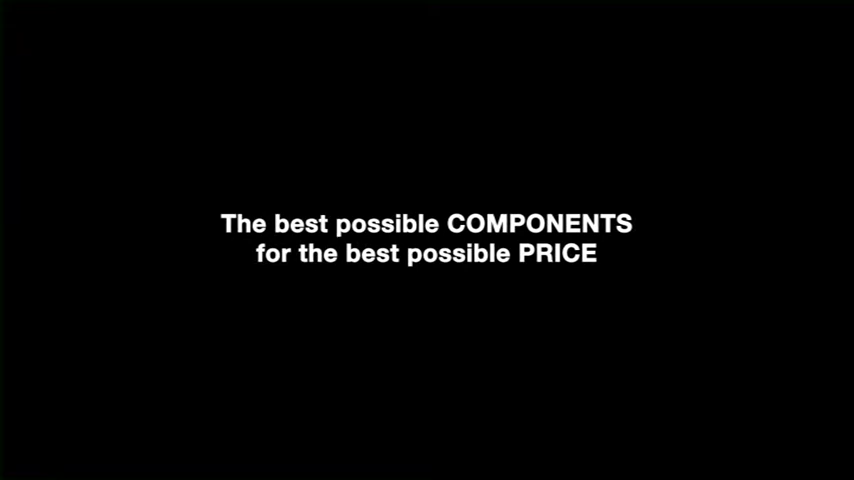 The best possible COMPONENTS
for the best possible PRICE